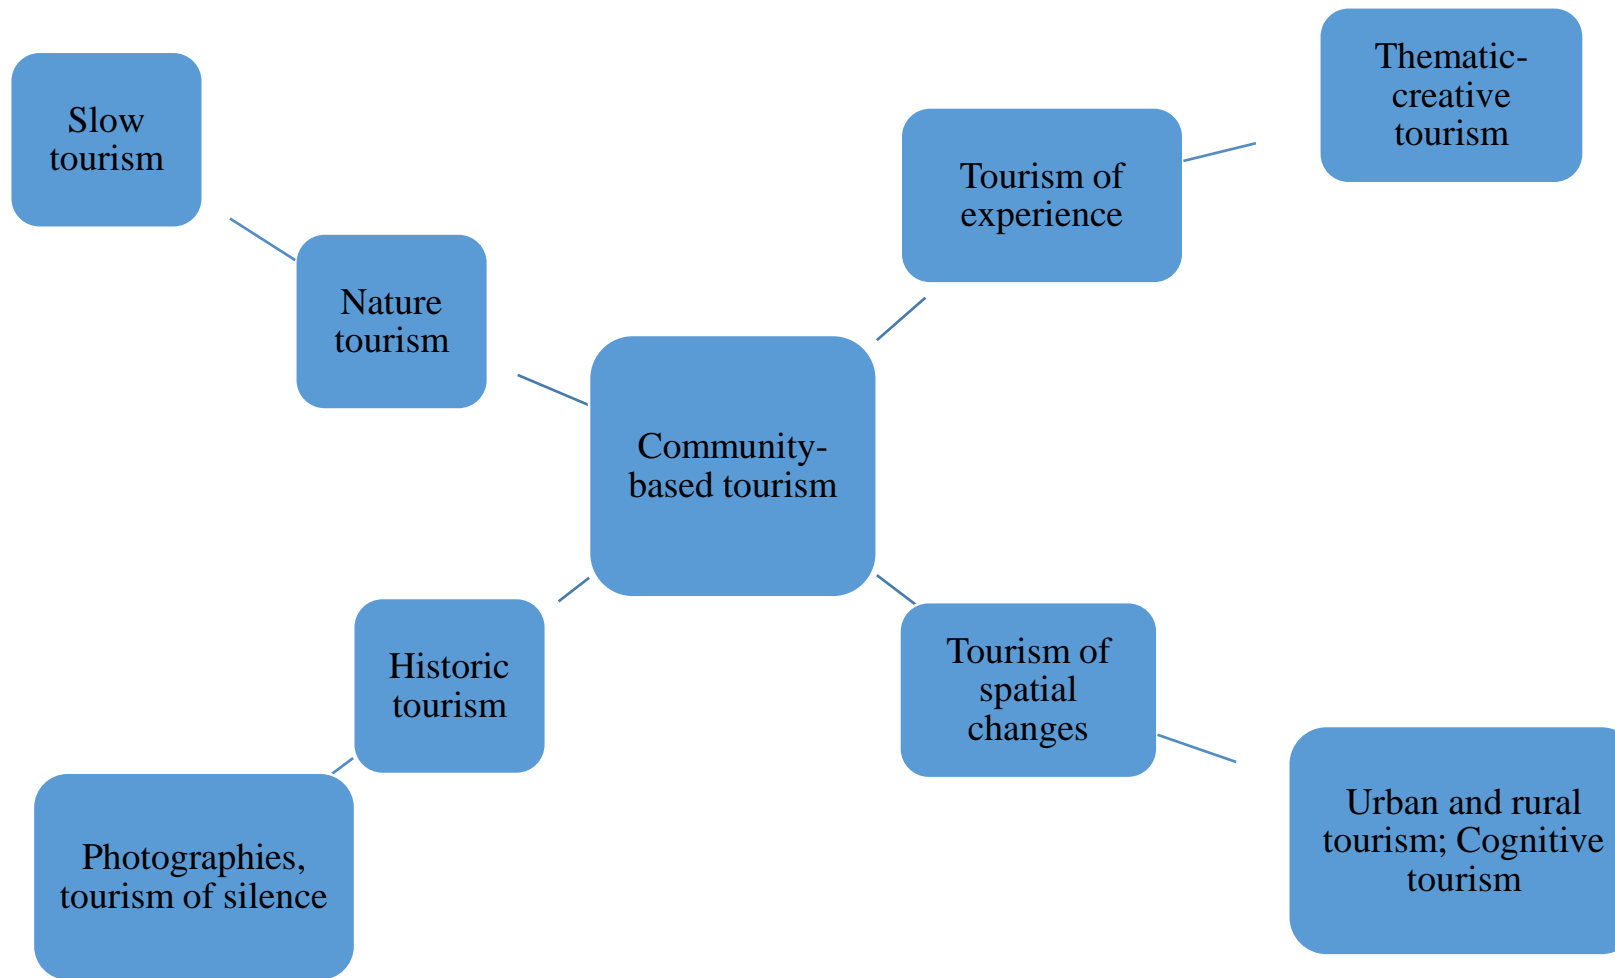 Slow
tourism
Nature
tourism
Community-
based tourism
Tourism of
experience
Thematic-
creative
tourism
Historic
tourism
Photographies,
tourism of silence
Tourism of
spatial
changes
Urban and rural
tourism; Cognitive
tourism